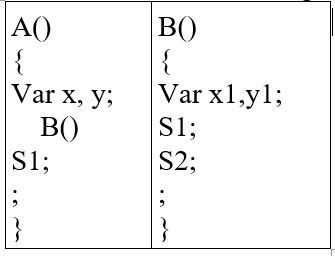 A()
{
Var x, y;
B()
S1;
;
}
B()
{
Var x1,y1;
S1;
S2;
;
}